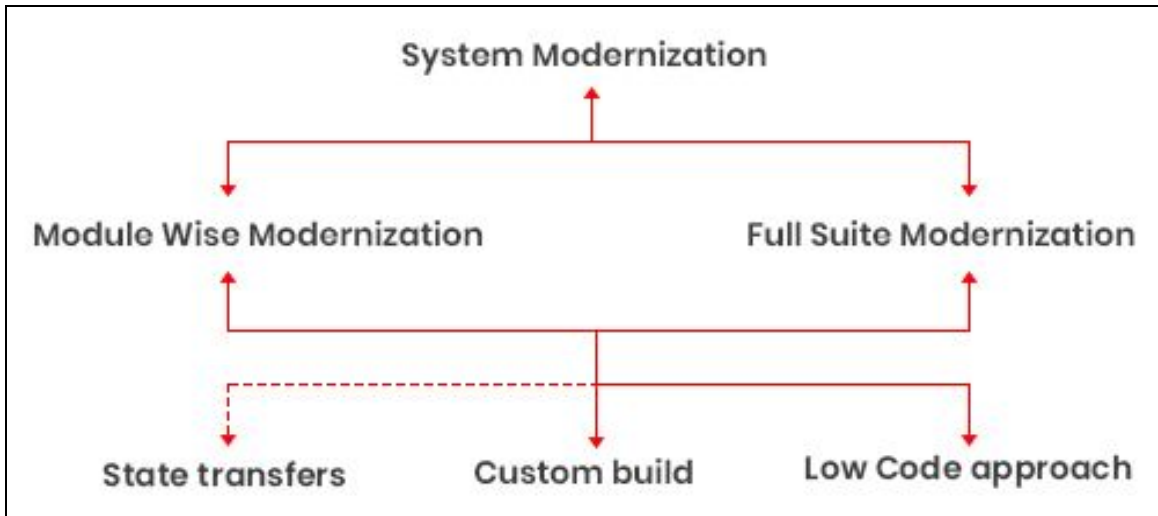 System Modernization
Module Wise Modernization
Full Suite Modernization
State transfers
Custom build
Low Code approach